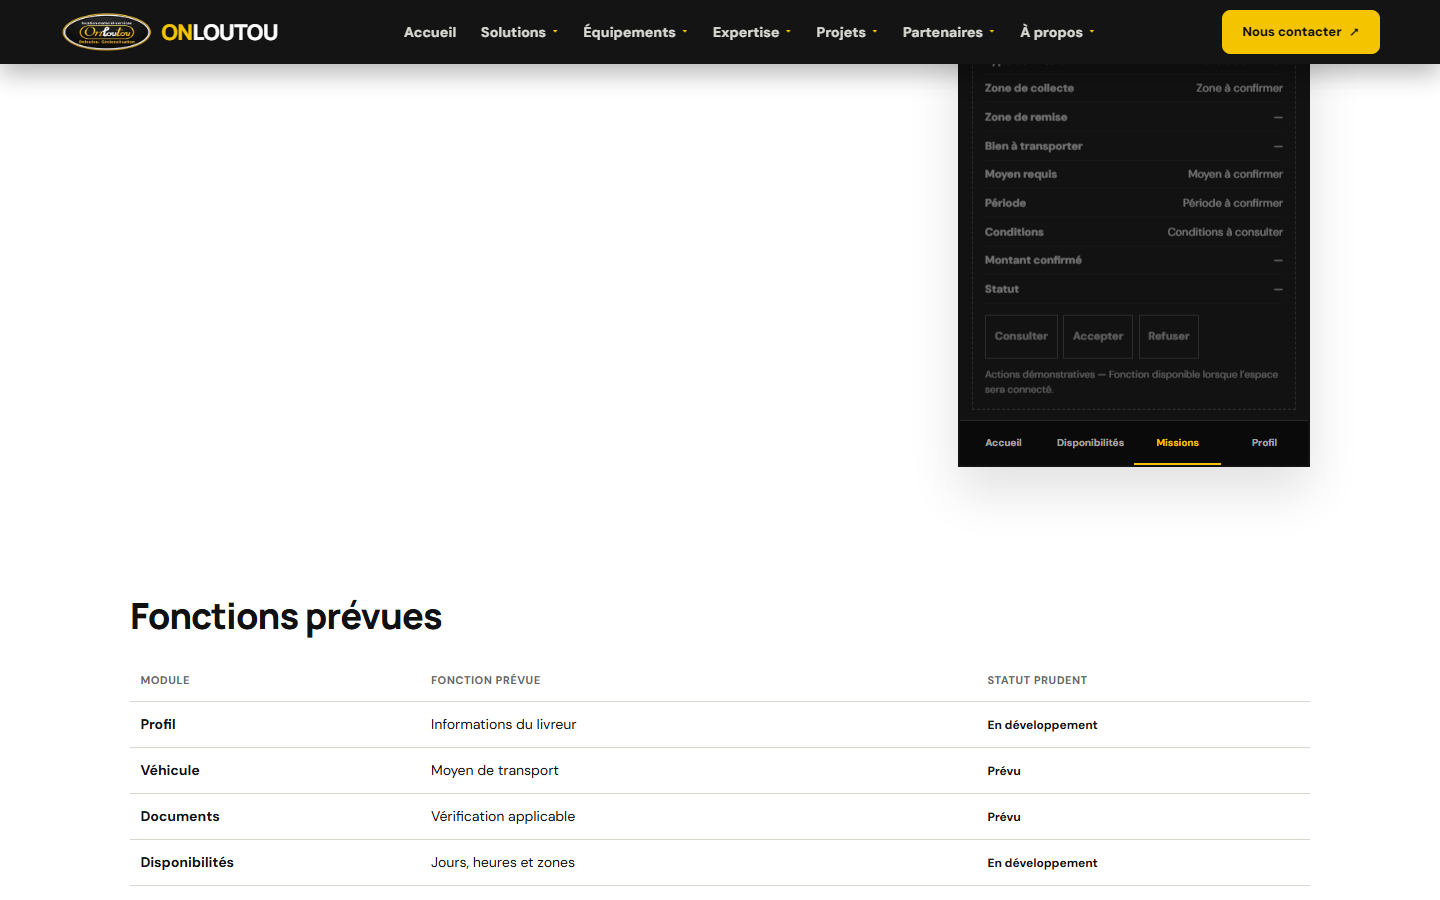 OnLoutou
ONLOUTOU
Accueil
Solutions
Équipements
Expertise
Projets
Partenaires
À propos
Nous contacter ↗
Zone de collecte Zone à confirmer
Zone de remise —
Bien à transporter —
Moyen requis Moyen à confirmer
Période Période à confirmer
Conditions Conditions à consulter
Montant confirmé —
Statut —
Consulter Accepter Refuser
Actions démonstratives — Fonction disponible lorsque l'espace
sera connecté.
Accueil Disponibilités Missions Profil
Fonctions prévues
MODULE FONCTION PRÉVUE STATUT PRUDENT
Profil Informations du livreur En développement
Véhicule Moyen de transport Prévu
Documents Vérification applicable Prévu
Disponibilités Jours, heures et zones En développement